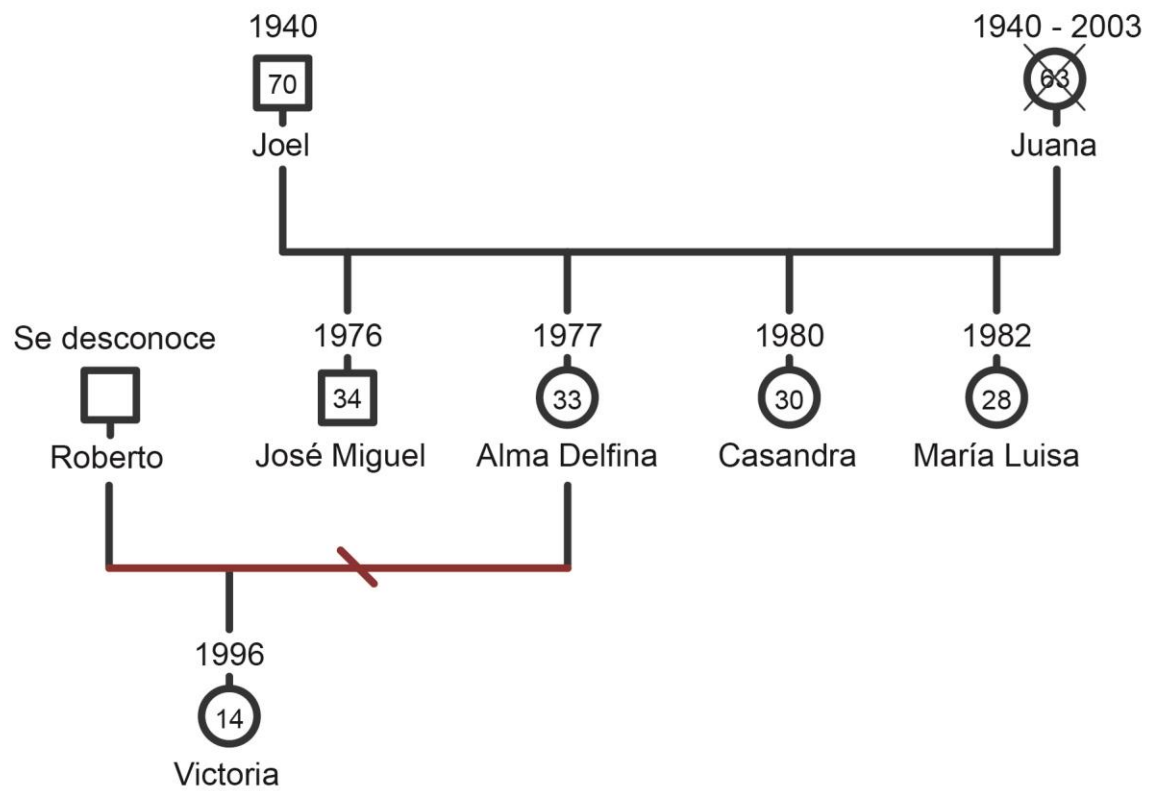 1940
1940 - 2003
70
63
Joel
Juana
Se desconoce
1976
1977
1980
1982
34
33
30
28
Roberto
José Miguel
Alma Delfina
Casandra
María Luisa
1996
14
Victoria